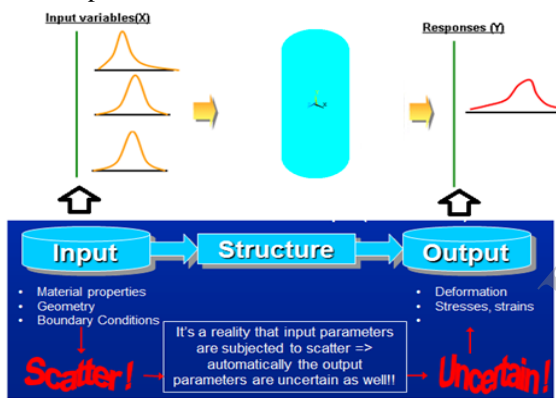 Input variables(X)
Responses (Y)
Input
Structure
Output
• Material properties
• Geometry
• Boundary Conditions
It's a reality that input parameters
are subjected to scatter =>
automatically the output
parameters are uncertain as well!!
• Deformation
• Stresses, strains
•
Scatter!
Uncertain!